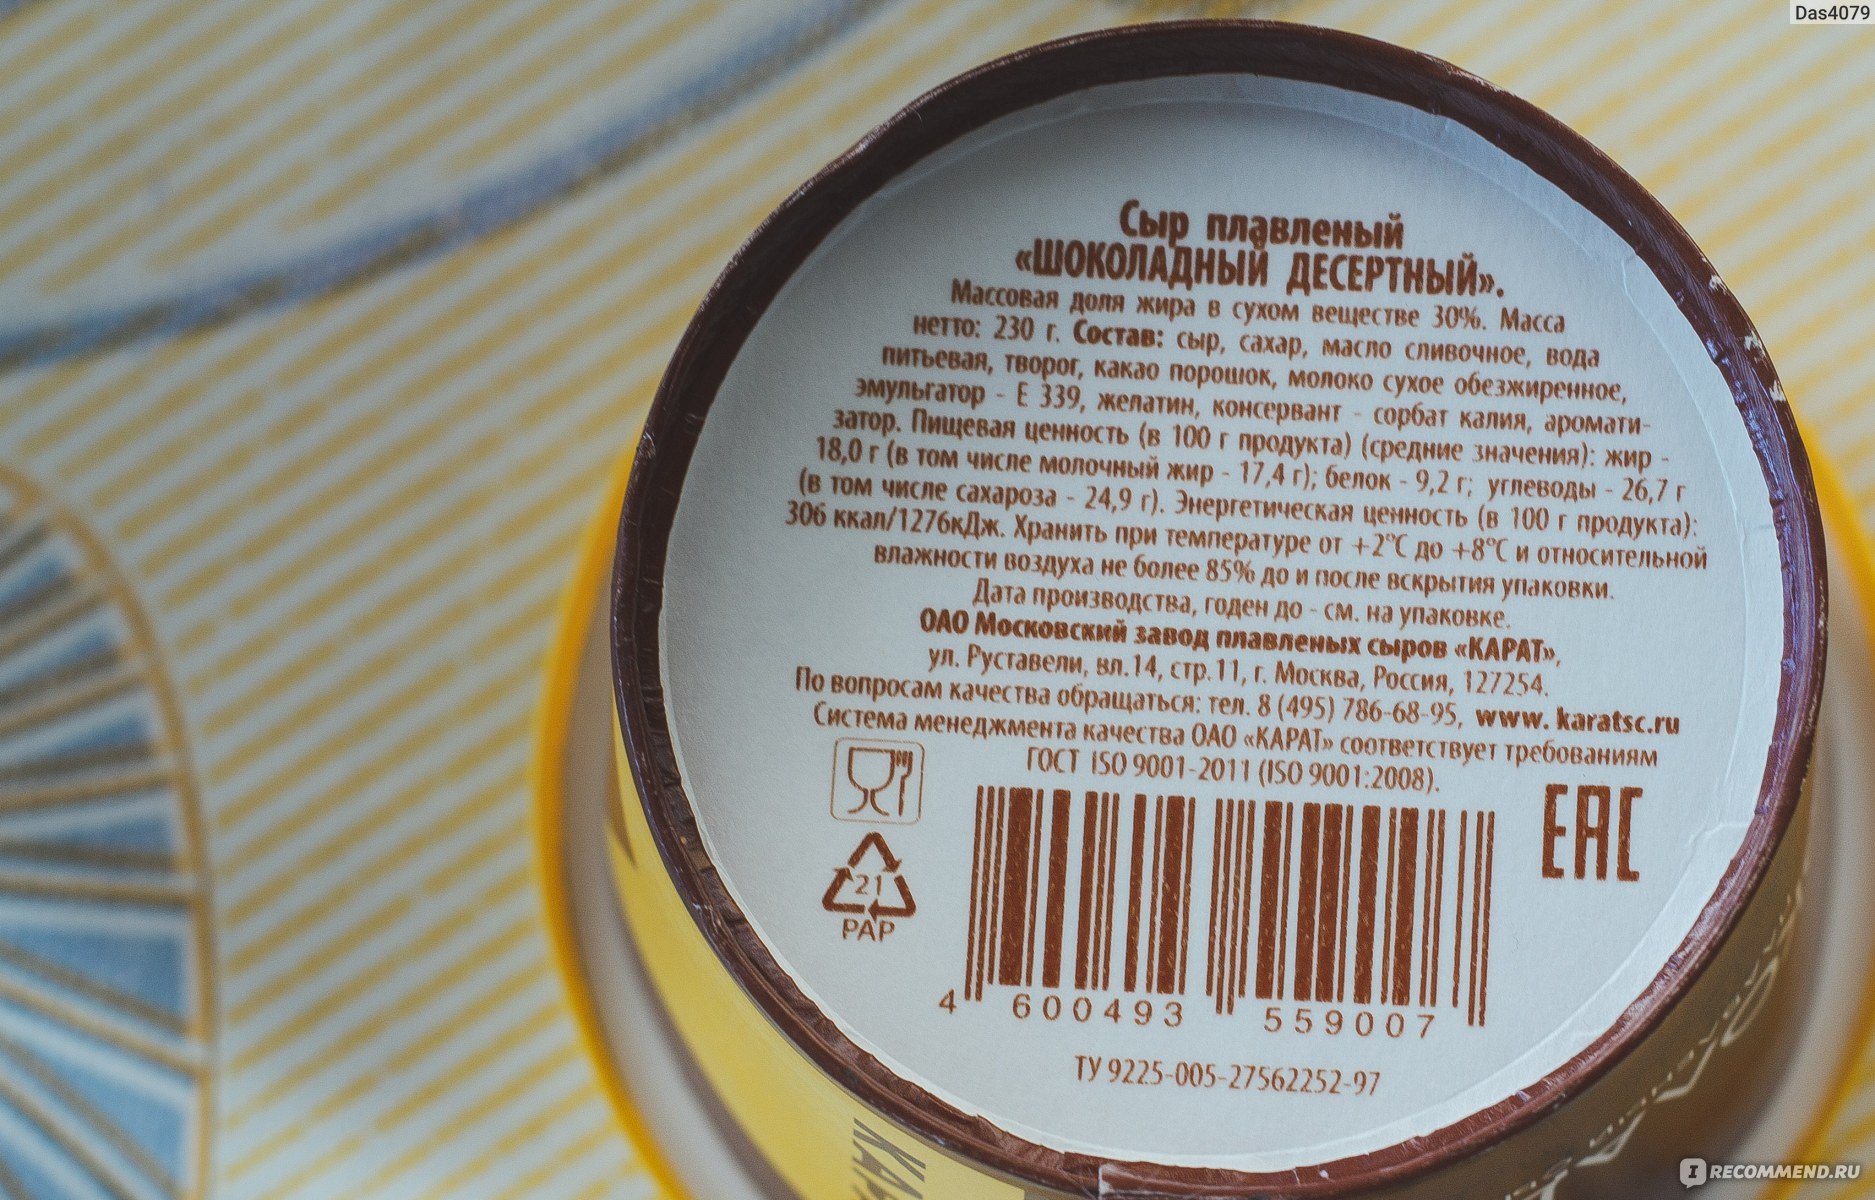 Das4079
Сыр плавленый
«ШОКОЛАДНЫЙ ДЕСЕРТНЫЙ».
Массовая доля жира в сухом веществе 30%. Масса
нетто: 230 г. Состав: сыр, сахар, масло сливочное, вода
питьевая, творог, какао порошок, молоко сухое обезжиренное,
эмульгатор - Е 339, желатин, консервант - сорбат калия, аромати-
затор. Пищевая ценность (в 100 г продукта) (средние значения): жир -
18,0 г (в том числе молочный жир - 17,4 г); белок - 9,2 г; углеводы - 26,7 г
(в том числе сахароза - 24,9 г). Энергетическая ценность (в 100 г продукта):
306 ккал/1276кДж. Хранить при температуре от +2°С до +8°С и относительной
влажности воздуха не более 85% до и после вскрытия упаковки.
Дата производства, годен до - см. на упаковке.
ОАО Московский завод плавленых сыров «КАРАТ»,
ул. Руставели, вл.14, стр.11, г. Москва, Россия, 127254.
По вопросам качества обращаться: тел. 8 (495) 786-68-95, www. karatsc.ru
Система менеджмента качества ОАО «КАРАТ» соответствует требованиям
ГОСТ ISO 9001-2011 (ISO 9001:2008).
EAC
21
PAP
4 600493 559007
ТУ 9225-005-27562252-97
IRECOMMEND.RU